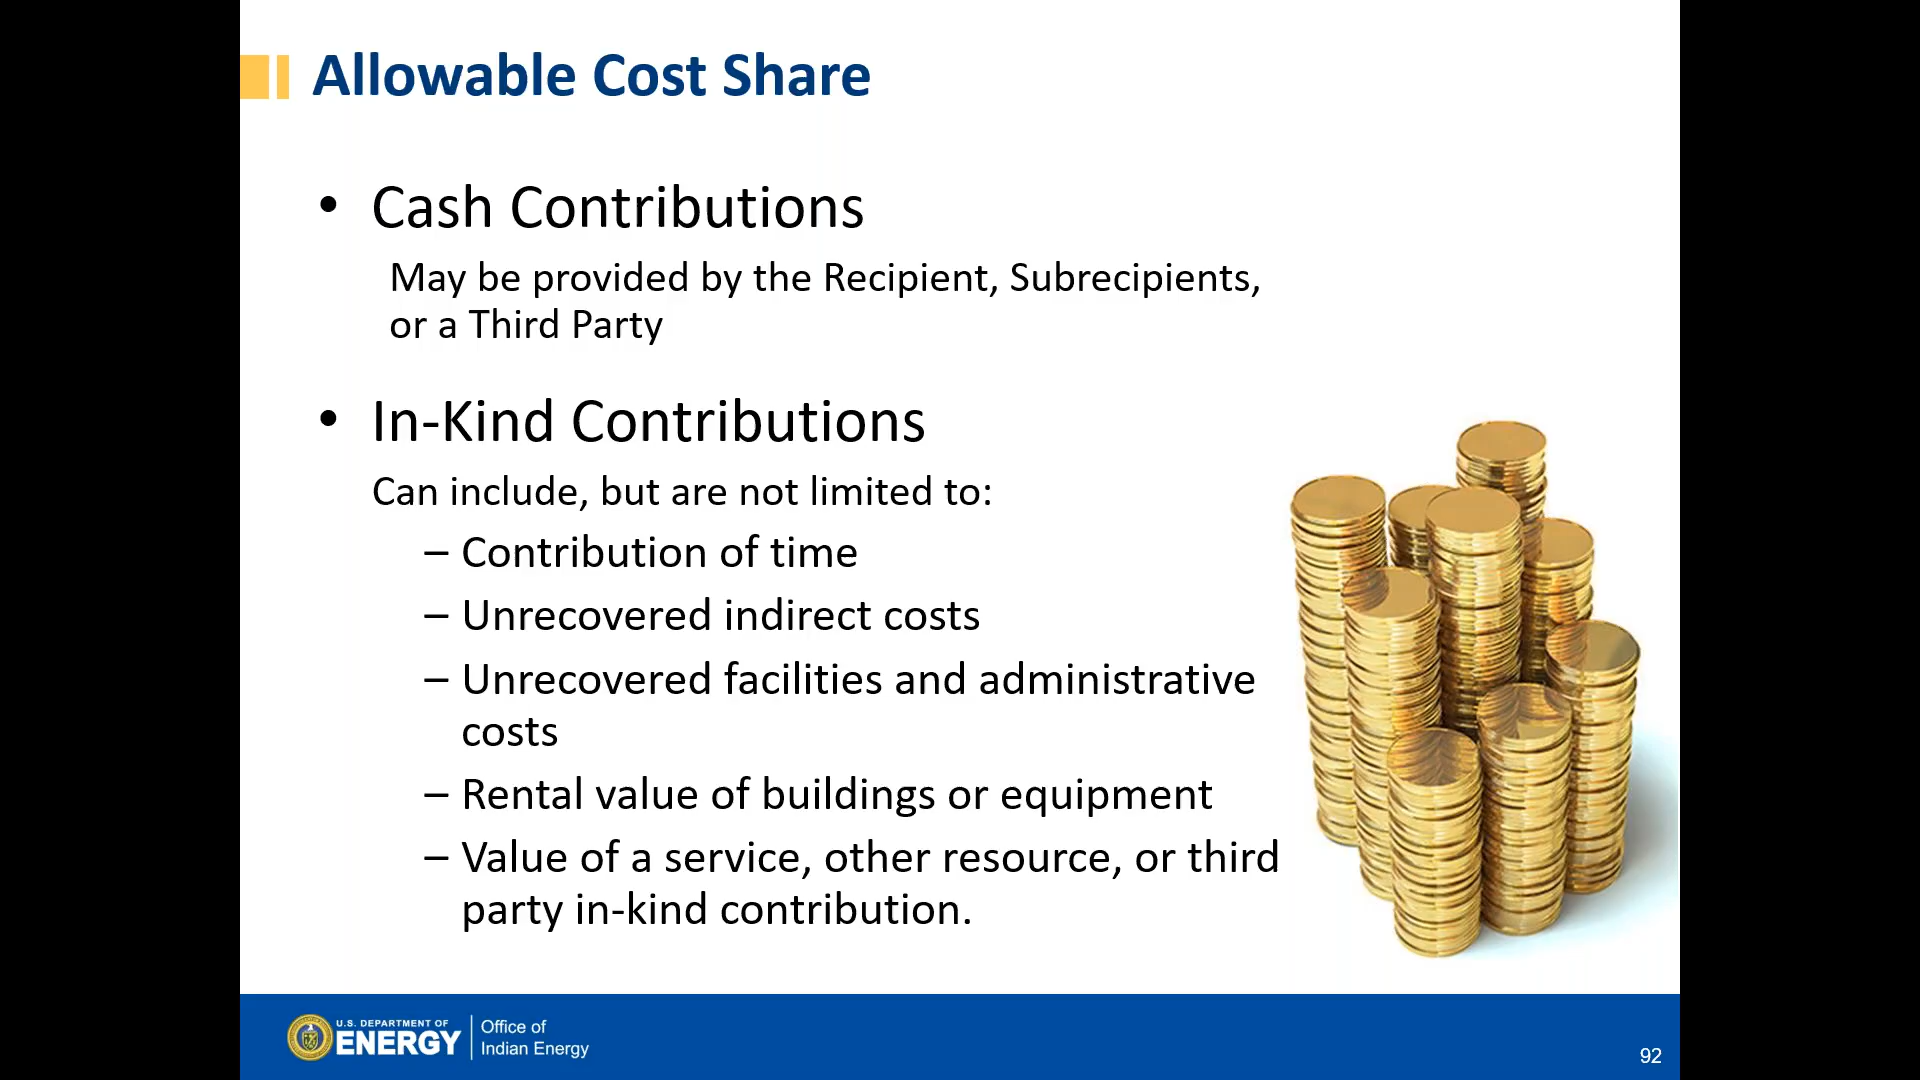 Allowable Cost Share
• Cash Contributions
May be provided by the Recipient, Subrecipients,
or a Third Party
• In-Kind Contributions
Can include, but are not limited to:
– Contribution of time
– Unrecovered indirect costs
– Unrecovered facilities and administrative
costs
– Rental value of buildings or equipment
– Value of a service, other resource, or third
party in-kind contribution.
U.S. DEPARTMENT OF
ENERGY
Office of
Indian Energy
92